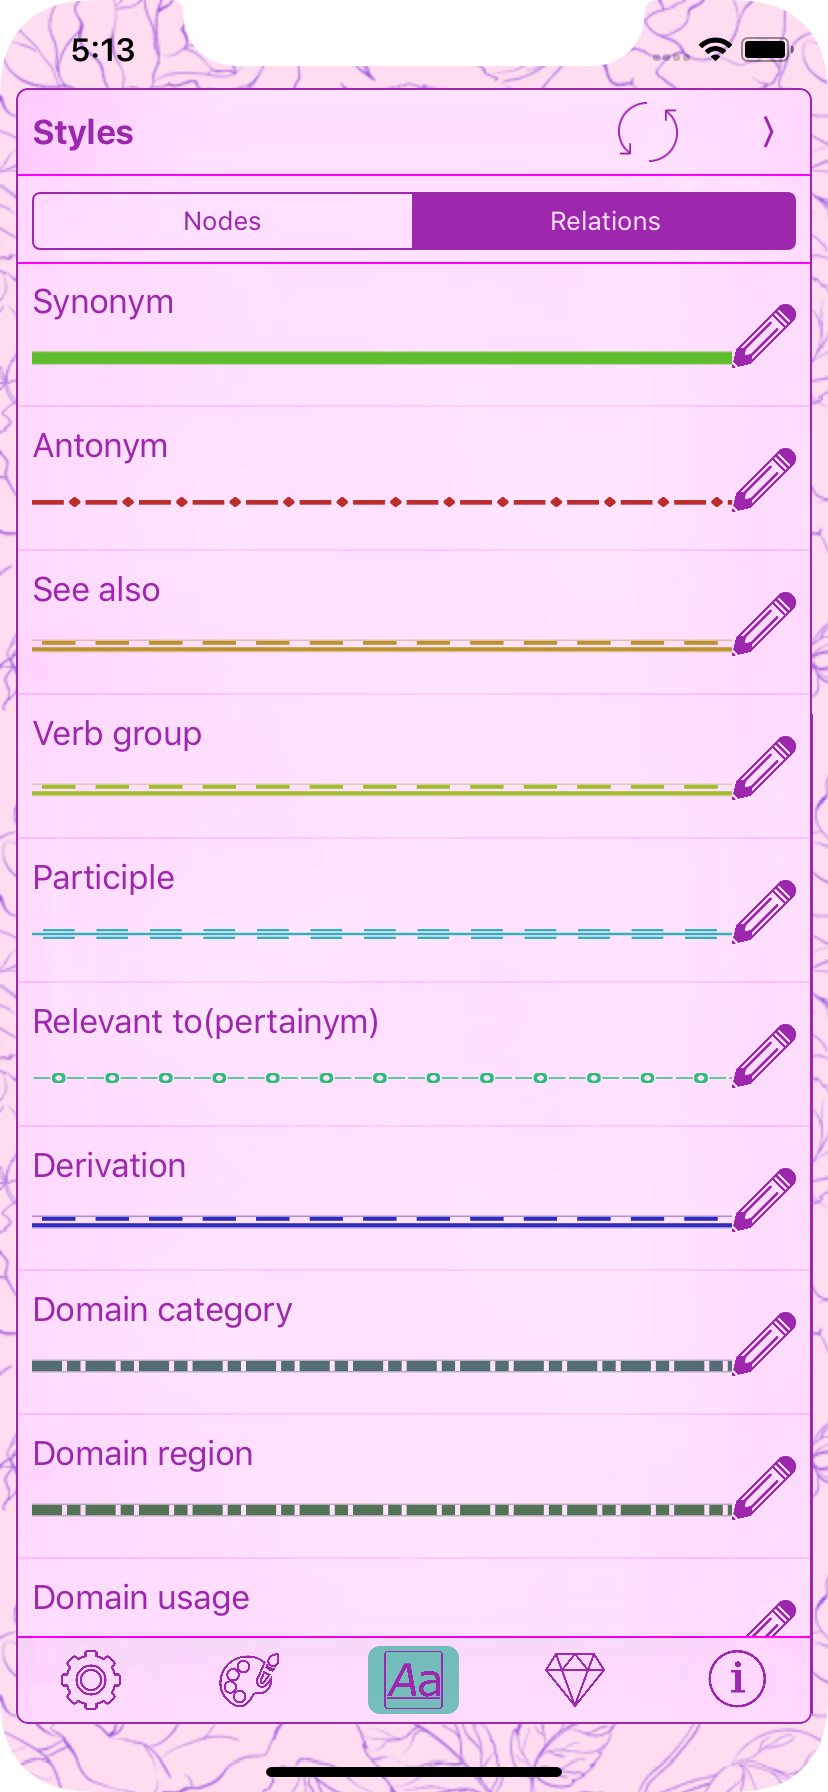 5:13
Styles
Nodes
Relations
Synonym
Antonym
See also
Verb group
Participle
Relevant to(pertainym)
Derivation
Domain category
Domain region
Domain usage
Aa
i